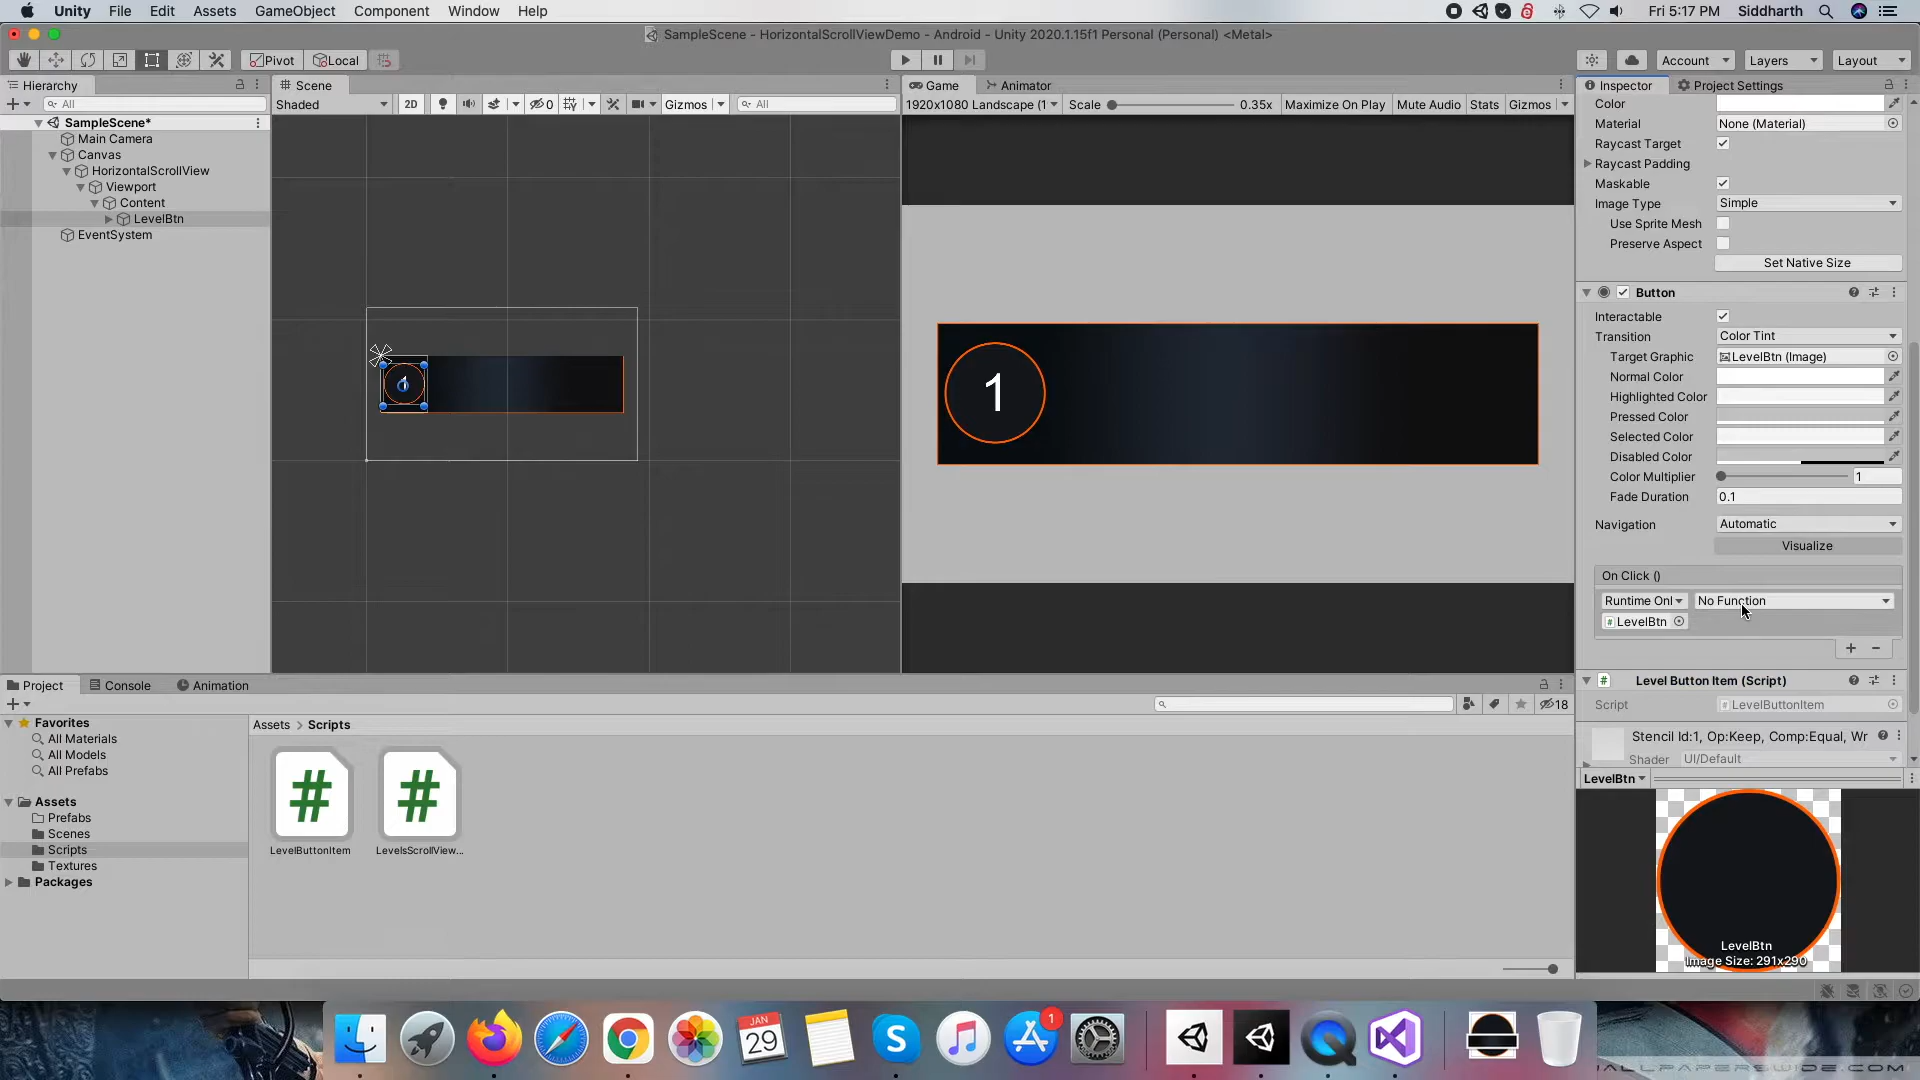 Unity File Edit Assets GameObject Component Window Help Fri 5:17 PM Siddharth
SampleScene - HorizontalScrollViewDemo - Android - Unity 2020.1.15f1 Personal (Personal) <Metal>
Pivot Local Account Layers Layout
Hierarchy
All
SampleScene*
Main Camera
Canvas
HorizontalScrollView
Viewport
Content
LevelBtn
EventSystem
Scene
Shaded 2D 0 Gizmos All
1
Game Animator
1920x1080 Landscape (1 Scale 0.35x Maximize On Play Mute Audio Stats Gizmos
1
Inspector Project Settings
Color
Material None (Material)
Raycast Target
Raycast Padding
Maskable
Image Type Simple
Use Sprite Mesh
Preserve Aspect
Set Native Size
Button
Interactable
Transition Color Tint
Target Graphic LevelBtn (Image)
Normal Color
Highlighted Color
Pressed Color
Selected Color
Disabled Color
Color Multiplier 1
Fade Duration 0.1
Navigation Automatic
Visualize
On Click ()
Runtime Onl No Function
# LevelBtn
# Level Button Item (Script)
Script # LevelButtonItem
Stencil Id:1, Op:Keep, Comp:Equal, Wr
Shader UI/Default
LevelBtn
LevelBtn
Image Size: 291x290
Project Console Animation
18
Favorites
All Materials
All Models
All Prefabs
Assets
Prefabs
Scenes
Scripts
Textures
Packages
Assets > Scripts
# #
LevelButtonItem LevelsScrollView...
JAN
29
1